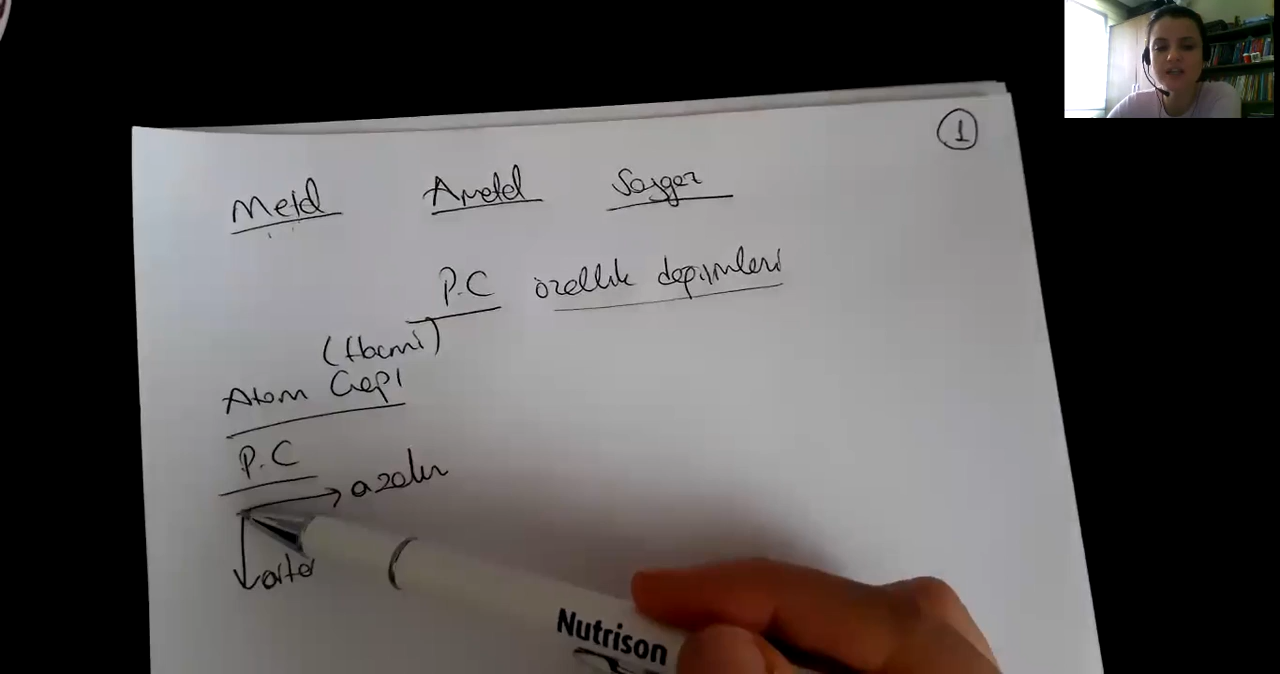 1
Metal Ametal Soygaz
P.C özellik değişimleri
(Hacmi)
Atom Çapı
P.C
azalır
artar
Nutrison